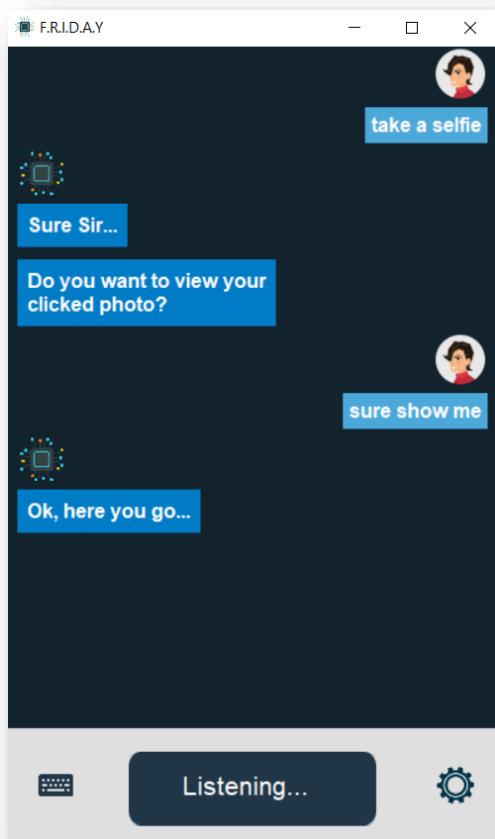 F.R.I.D.A.Y
take a selfie
Sure Sir...
Do you want to view your
clicked photo?
sure show me
Ok, here you go...
Listening...